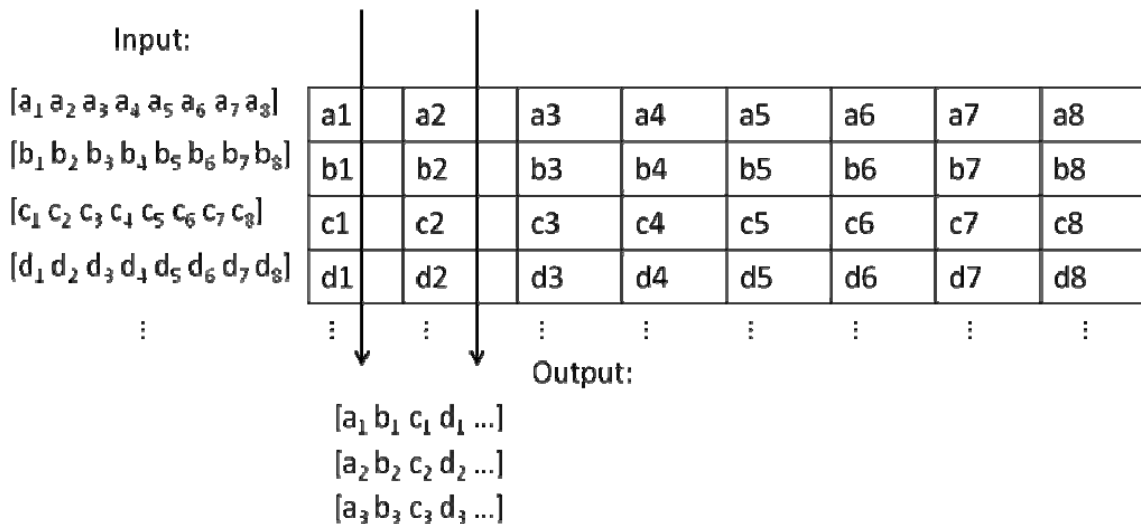 Input:
[a₁ a₂ a₃ a₄ a₅ a₆ a₇ a₈]
[b₁ b₂ b₃ b₄ b₅ b₆ b₇ b₈]
[c₁ c₂ c₃ c₄ c₅ c₆ c₇ c₈]
[d₁ d₂ d₃ d₄ d₅ d₆ d₇ d₈]
⋮
a1 a2 a3 a4 a5 a6 a7 a8
b1 b2 b3 b4 b5 b6 b7 b8
c1 c2 c3 c4 c5 c6 c7 c8
d1 d2 d3 d4 d5 d6 d7 d8
⋮ ⋮ ⋮ ⋮ ⋮ ⋮ ⋮ ⋮
Output:
[a₁ b₁ c₁ d₁ ...]
[a₂ b₂ c₂ d₂ ...]
[a₃ b₃ c₃ d₃ ...]